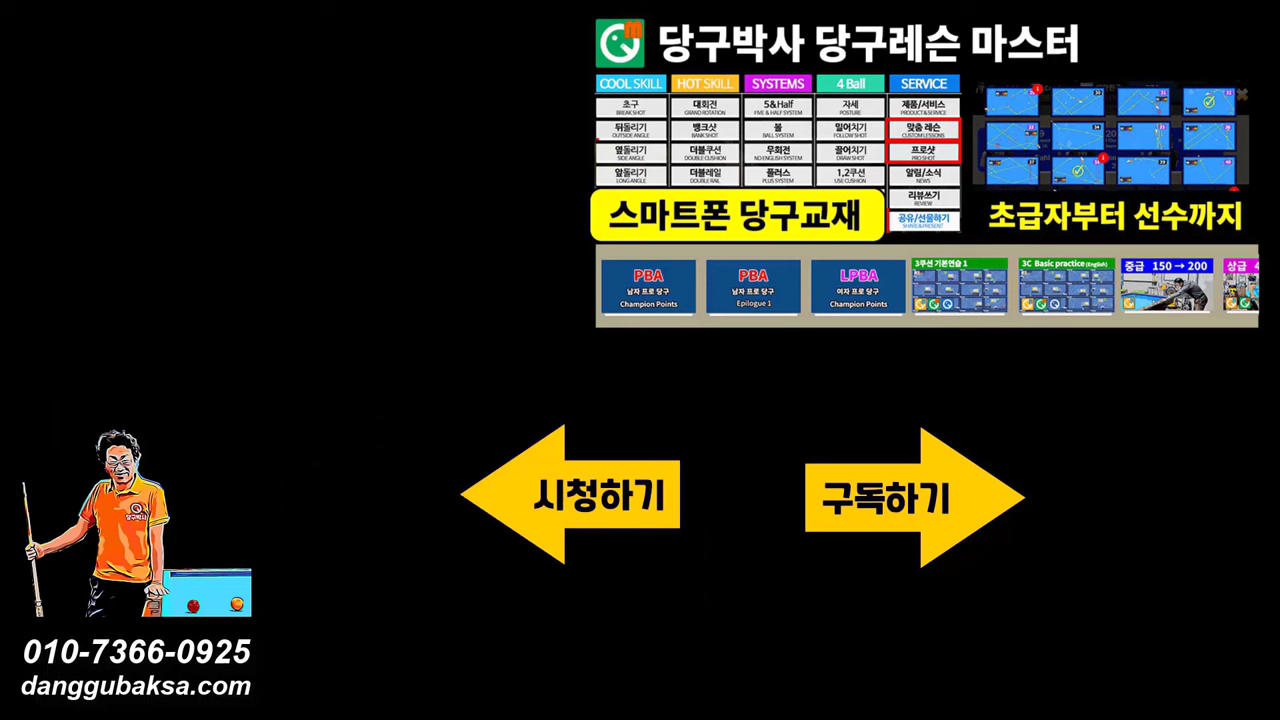 당구박사 당구레슨 마스터
COOL SKILL HOT SKILL SYSTEMS 4 Ball SERVICE
초구 대회전 5&Half 자세 제품/서비스
BREAK SHOT GRAND ROTATION FIVE & HALF SYSTEM POSTURE PRODUCT & SERVICE
뒤돌리기 뱅크샷 볼 밀어치기 맞춤 레슨
OUTSIDE ANGLE BANK SHOT BALL SYSTEM FOLLOW SHOT CUSTOM LESSONS
옆돌리기 더블쿠션 무회전 끌어치기 프로샷
SIDE ANGLE DOUBLE CUSHION NO ENGLISH SYSTEM DRAW SHOT PRO SHOT
앞돌리기 더블레일 플러스 1,2쿠션 알림/소식
LONG ANGLE DOUBLE RAIL PLUS SYSTEM USE CUSHION NEWS
리뷰쓰기
REVIEW
공유/선물하기
SHARE & PRESENT
스마트폰 당구교재
초급자부터 선수까지
PBA
남자 프로 당구
Champion Points
PBA
남자 프로 당구
Epilogue 1
LPBA
여자 프로 당구
Champion Points
3쿠션 기본연습 1
3C Basic practice (English)
중급 150 → 200
상급 4
시청하기
구독하기
당구박사
010-7366-0925
danggubaksa.com